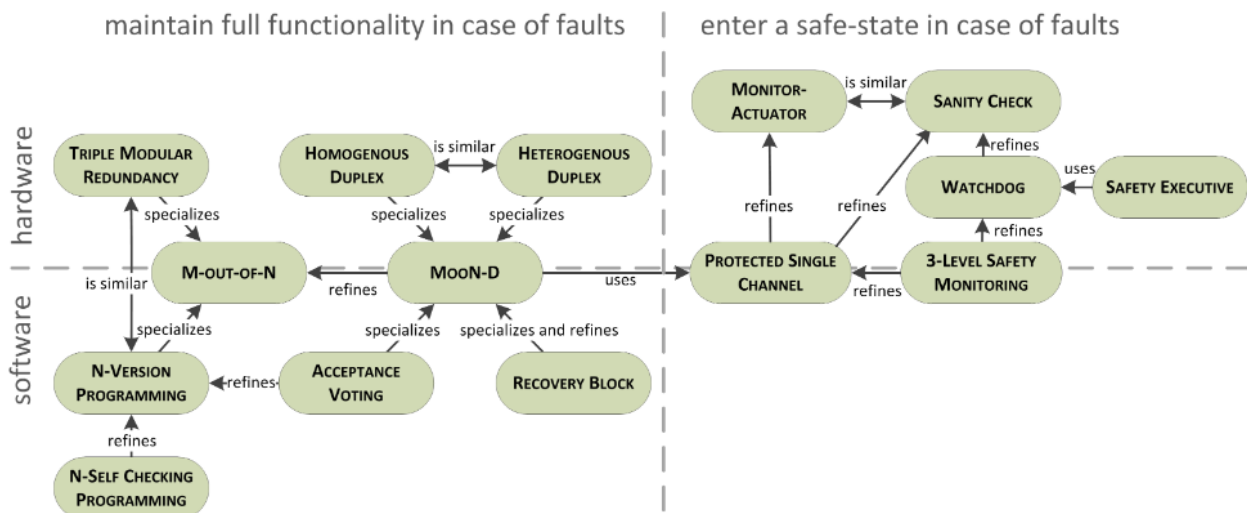 maintain full functionality in case of faults
enter a safe-state in case of faults
hardware
software
MONITOR-
ACTUATOR
is similar
SANITY CHECK
TRIPLE MODULAR
REDUNDANCY
HOMOGENOUS
DUPLEX
is similar
HETEROGENOUS
DUPLEX
refines
WATCHDOG
uses
SAFETY EXECUTIVE
specializes
specializes
specializes
refines
refines
refines
M-OUT-OF-N
refines
MOON-D
uses
PROTECTED SINGLE
CHANNEL
refines
3-LEVEL SAFETY
MONITORING
is similar
specializes
specializes
specializes and refines
N-VERSION
PROGRAMMING
refines
ACCEPTANCE
VOTING
RECOVERY BLOCK
refines
N-SELF CHECKING
PROGRAMMING